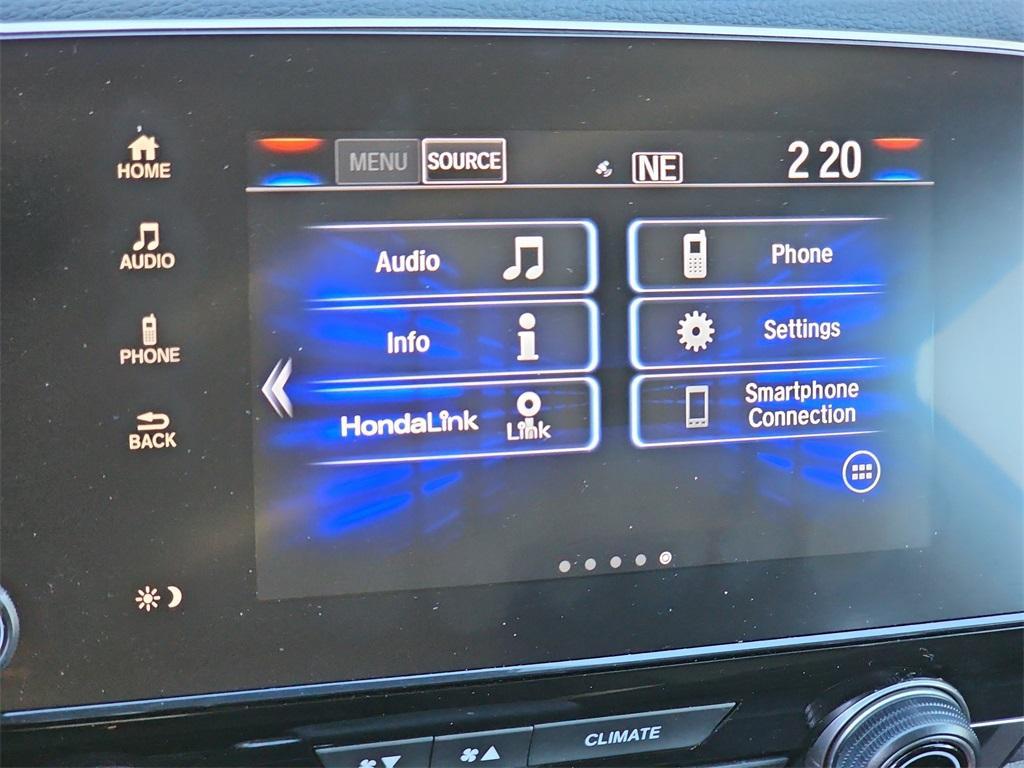 HOME
AUDIO
PHONE
BACK
MENU SOURCE NE 2 20
Audio
Info
HondaLink Link
Phone
Settings
Smartphone
Connection
CLIMATE